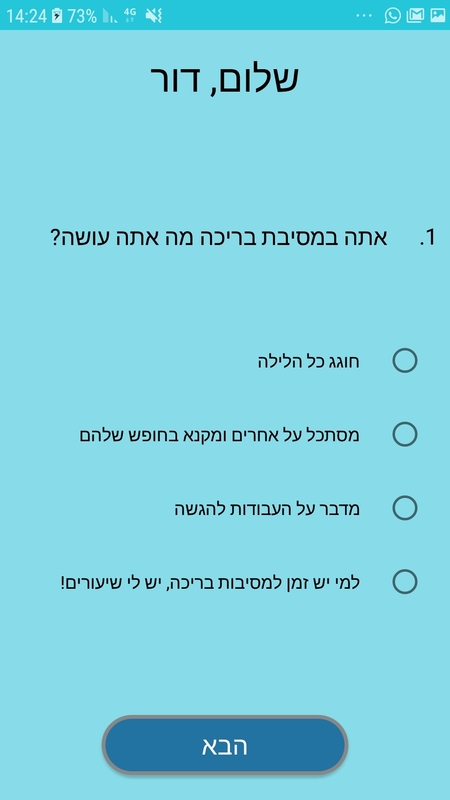 14:24 73% 4G
שלום, דור
1. אתה במסיבת בריכה מה אתה עושה?
חוגג כל הלילה
מסתכל על אחרים ומקנא בחופש שלהם
מדבר על העבודות להגשה
למי יש זמן למסיבות בריכה, יש לי שיעורים!
הבא